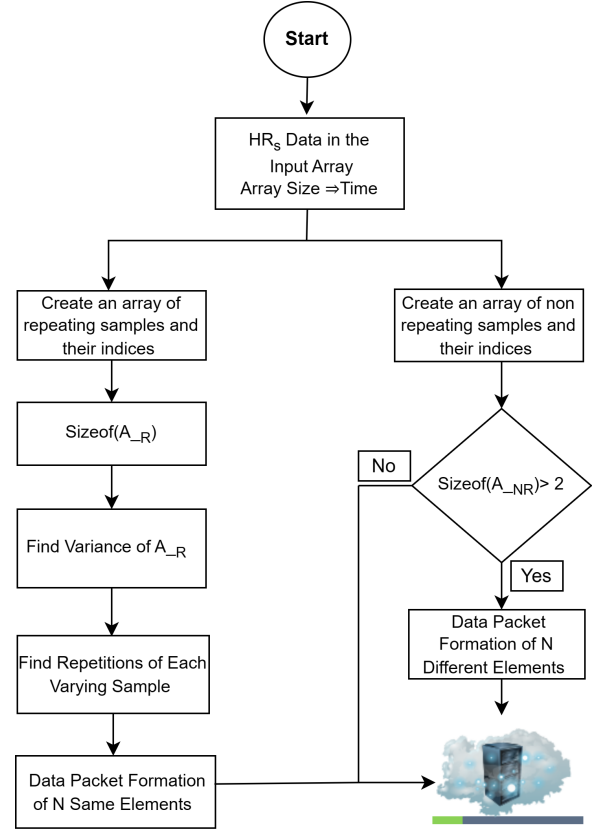 Start
HRs Data in the
Input Array
Array Size ⇒Time
Create an array of
repeating samples and
their indices
Sizeof(A_R)
Find Variance of A_R
Find Repetitions of Each
Varying Sample
Data Packet Formation
of N Same Elements
Create an array of non
repeating samples and
their indices
Sizeof(A_NR)> 2
No
Yes
Data Packet
Formation of N
Different Elements